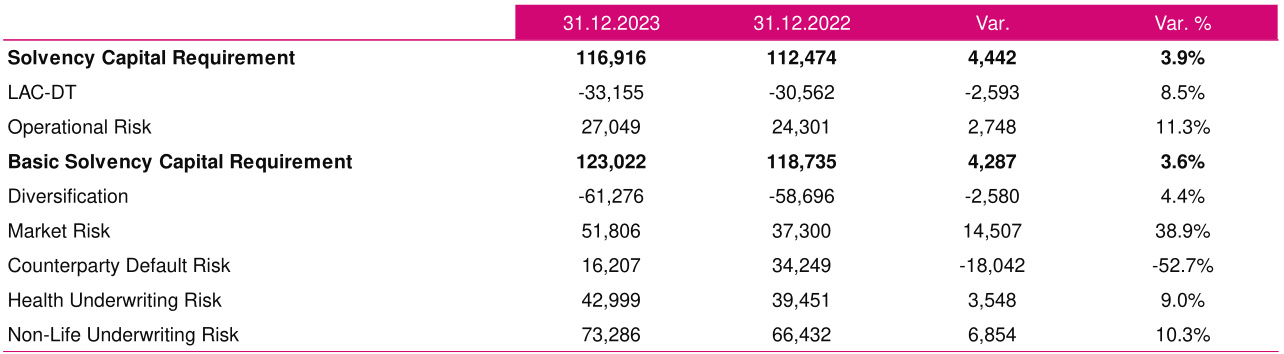 31.12.2023 31.12.2022 Var. Var. %
Solvency Capital Requirement 116,916 112,474 4,442 3.9%
LAC-DT -33,155 -30,562 -2,593 8.5%
Operational Risk 27,049 24,301 2,748 11.3%
Basic Solvency Capital Requirement 123,022 118,735 4,287 3.6%
Diversification -61,276 -58,696 -2,580 4.4%
Market Risk 51,806 37,300 14,507 38.9%
Counterparty Default Risk 16,207 34,249 -18,042 -52.7%
Health Underwriting Risk 42,999 39,451 3,548 9.0%
Non-Life Underwriting Risk 73,286 66,432 6,854 10.3%